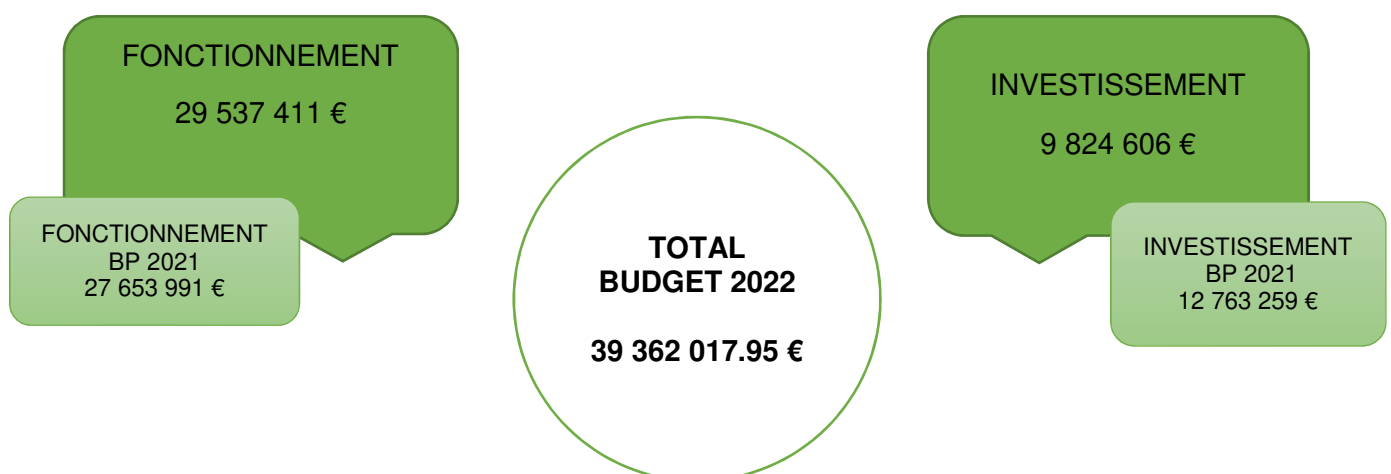 FONCTIONNEMENT
29 537 411 €
FONCTIONNEMENT
BP 2021
27 653 991 €
TOTAL
BUDGET 2022
39 362 017.95 €
INVESTISSEMENT
9 824 606 €
INVESTISSEMENT
BP 2021
12 763 259 €